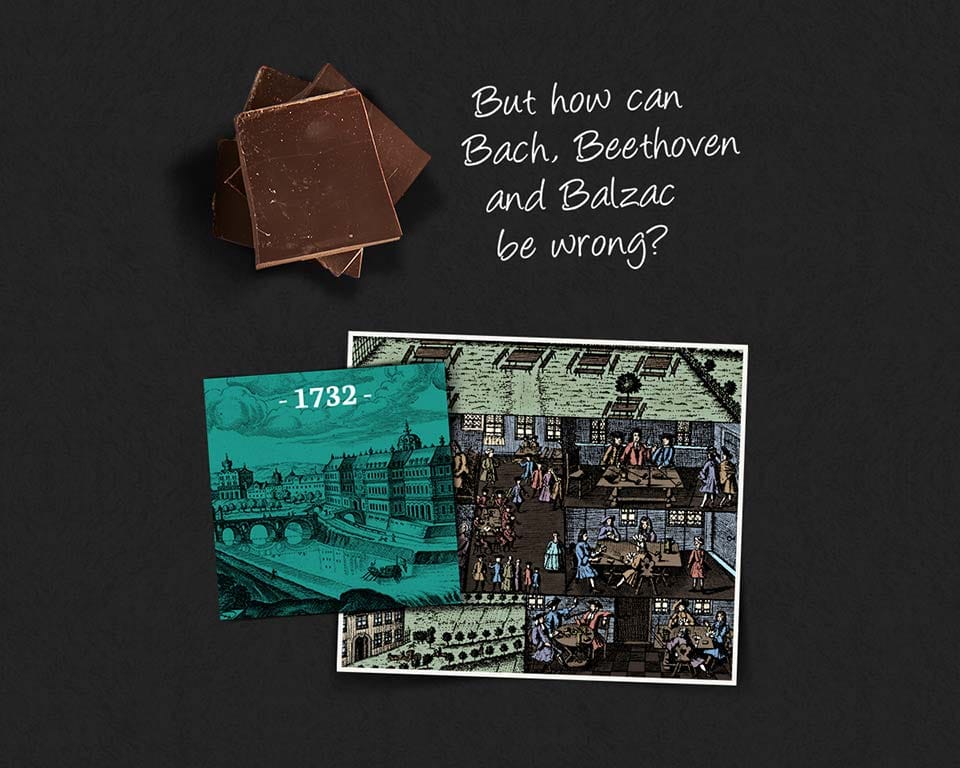 But how can
Bach, Beethoven
and Balzac
be wrong?
- 1732 -